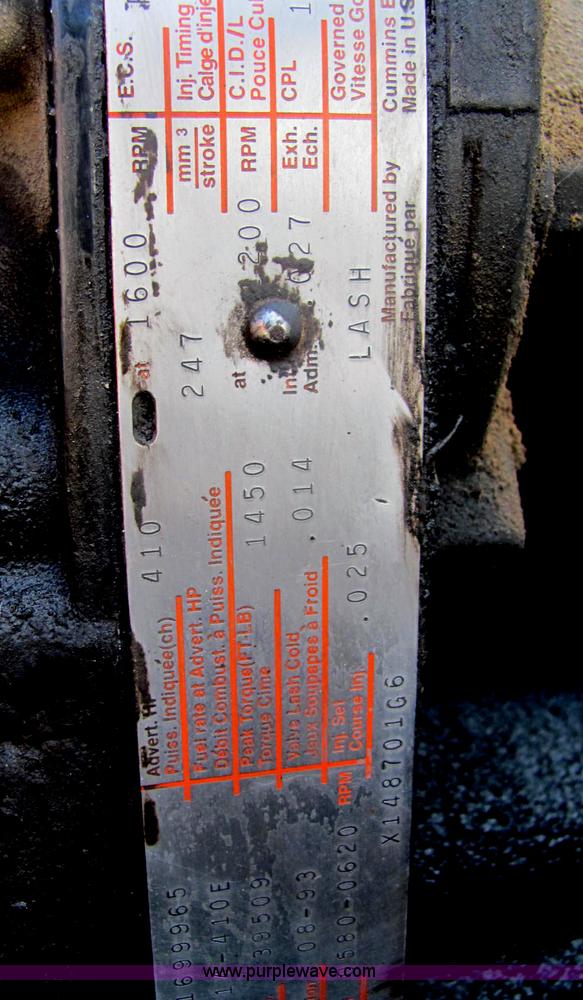 Advert. HP 410 at 1600 RPM E.C.S.
Puiss. Indiquée(ch)
Fuel rate at Advert. HP 247 mm 3 Inj. Timing
Débit Combust. à Puiss. Indiquée stroke Calge d'inje
Peak Torque(FT-LB) 1450 at RPM C.I.D./L
Torque Cime Pouce Cu
Valve Lash Cold .014 Int. .027 Exh. CPL 1
Jeux Soupapes à Froid Adm. Ech.
RPM Inj. Set .025 LASH Governed
Course Inj. Vitesse Go
X148701G6 Manufactured by Cummins E
Fabriqué par Made in U.S
1699965
-410E
39509
08-93
580-0620
www.purplewave.com